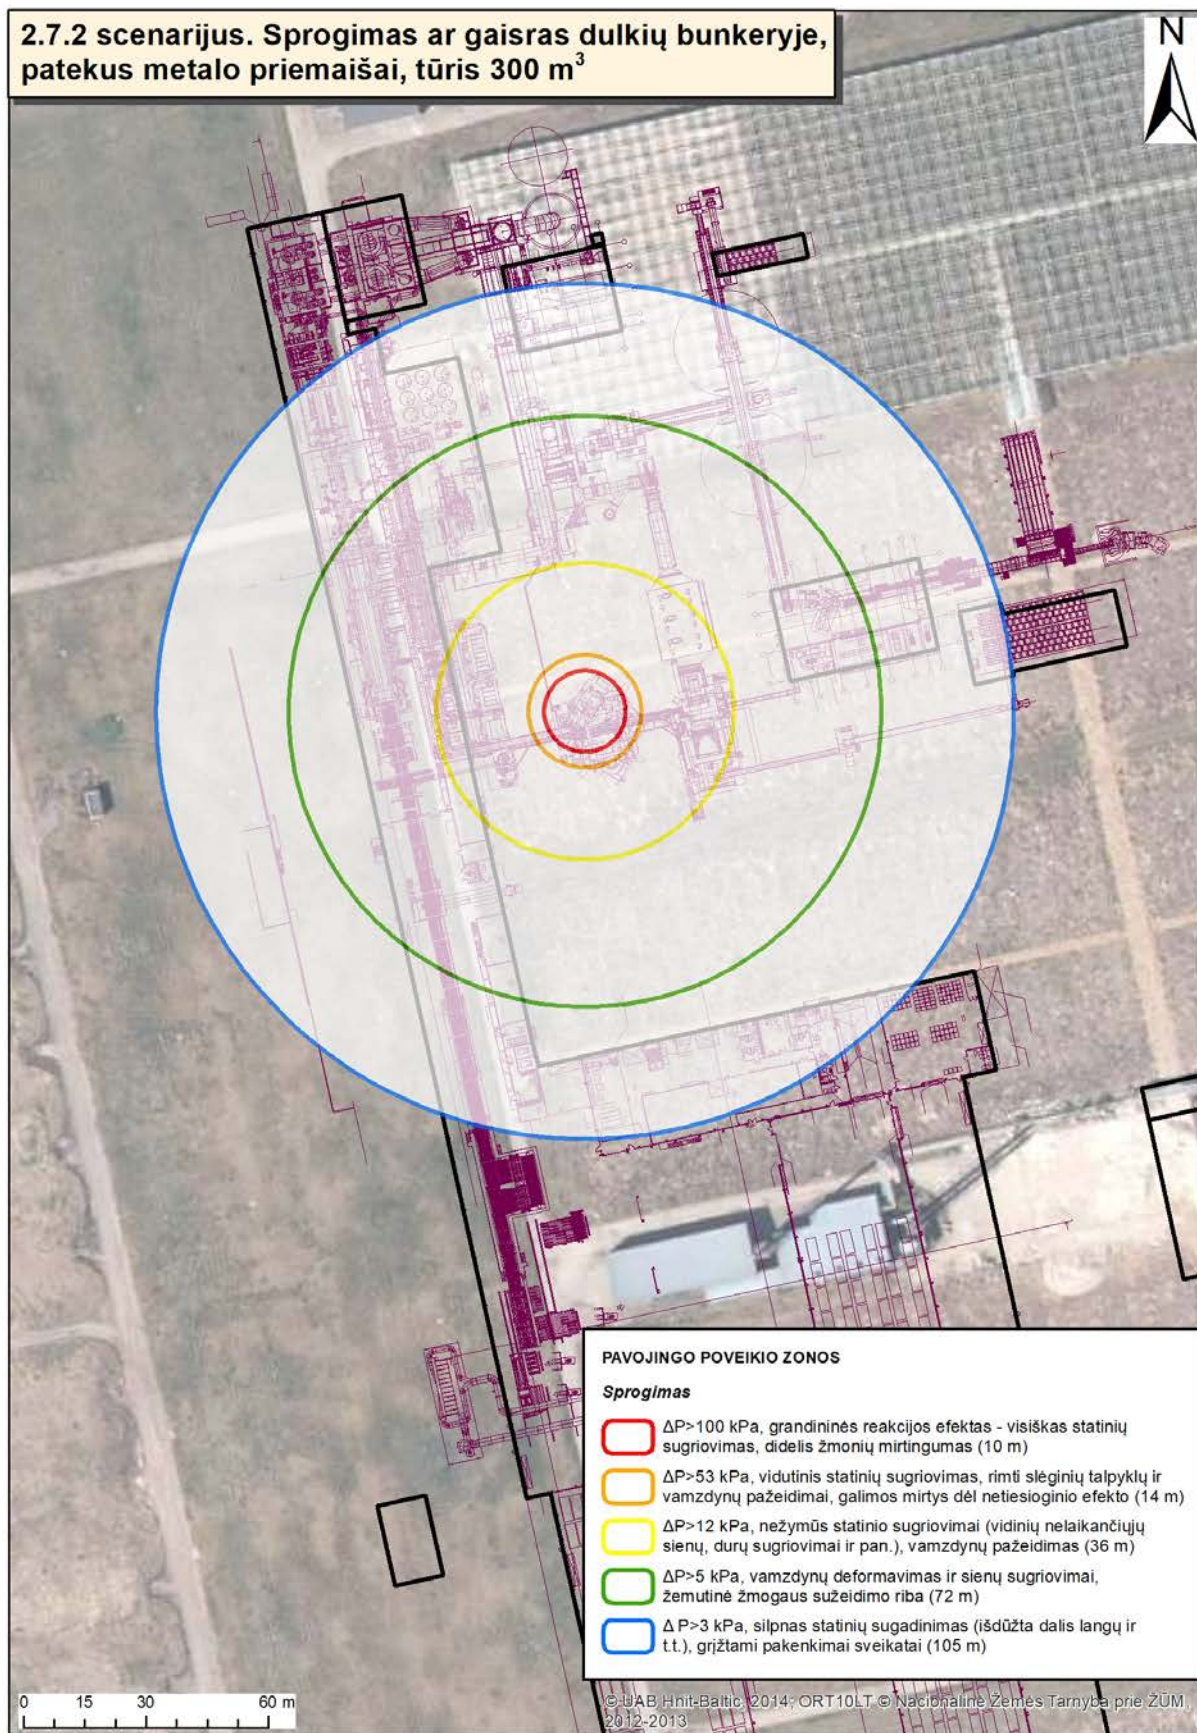 2.7.2 scenarijus. Sprogimas ar gaisras dulkių bunkeryje,
patekus metalo priemaišai, tūris 300 m³
N
PAVOJINGO POVEIKIO ZONOS
Sprogimas
ΔP>100 kPa, grandininės reakcijos efektas - visiškas statinių
sugriovimas, didelis žmonių mirtingumas (10 m)
ΔP>53 kPa, vidutinis statinių sugriovimas, rimti slėginių talpyklų ir
vamzdynų pažeidimai, galimos mirtys dėl netiesioginio efekto (14 m)
ΔP>12 kPa, nežymūs statinio sugriovimai (vidinių nelaikančiųjų
sienų, durų sugriovimai ir pan.), vamzdynų pažeidimas (36 m)
ΔP>5 kPa, vamzdynų deformavimas ir sienų sugriovimai,
žemutinė žmogaus sužeidimo riba (72 m)
Δ P>3 kPa, silpnas statinių sugadinimas (išdūžta dalis langų ir
t.t.), grįžtami pakenkimai sveikatai (105 m)
0 15 30 60 m
© UAB Hnit-Baltic, 2014; ORT10LT © Nacionalinė Žemės Tarnyba prie ŽŪM,
2012-2013